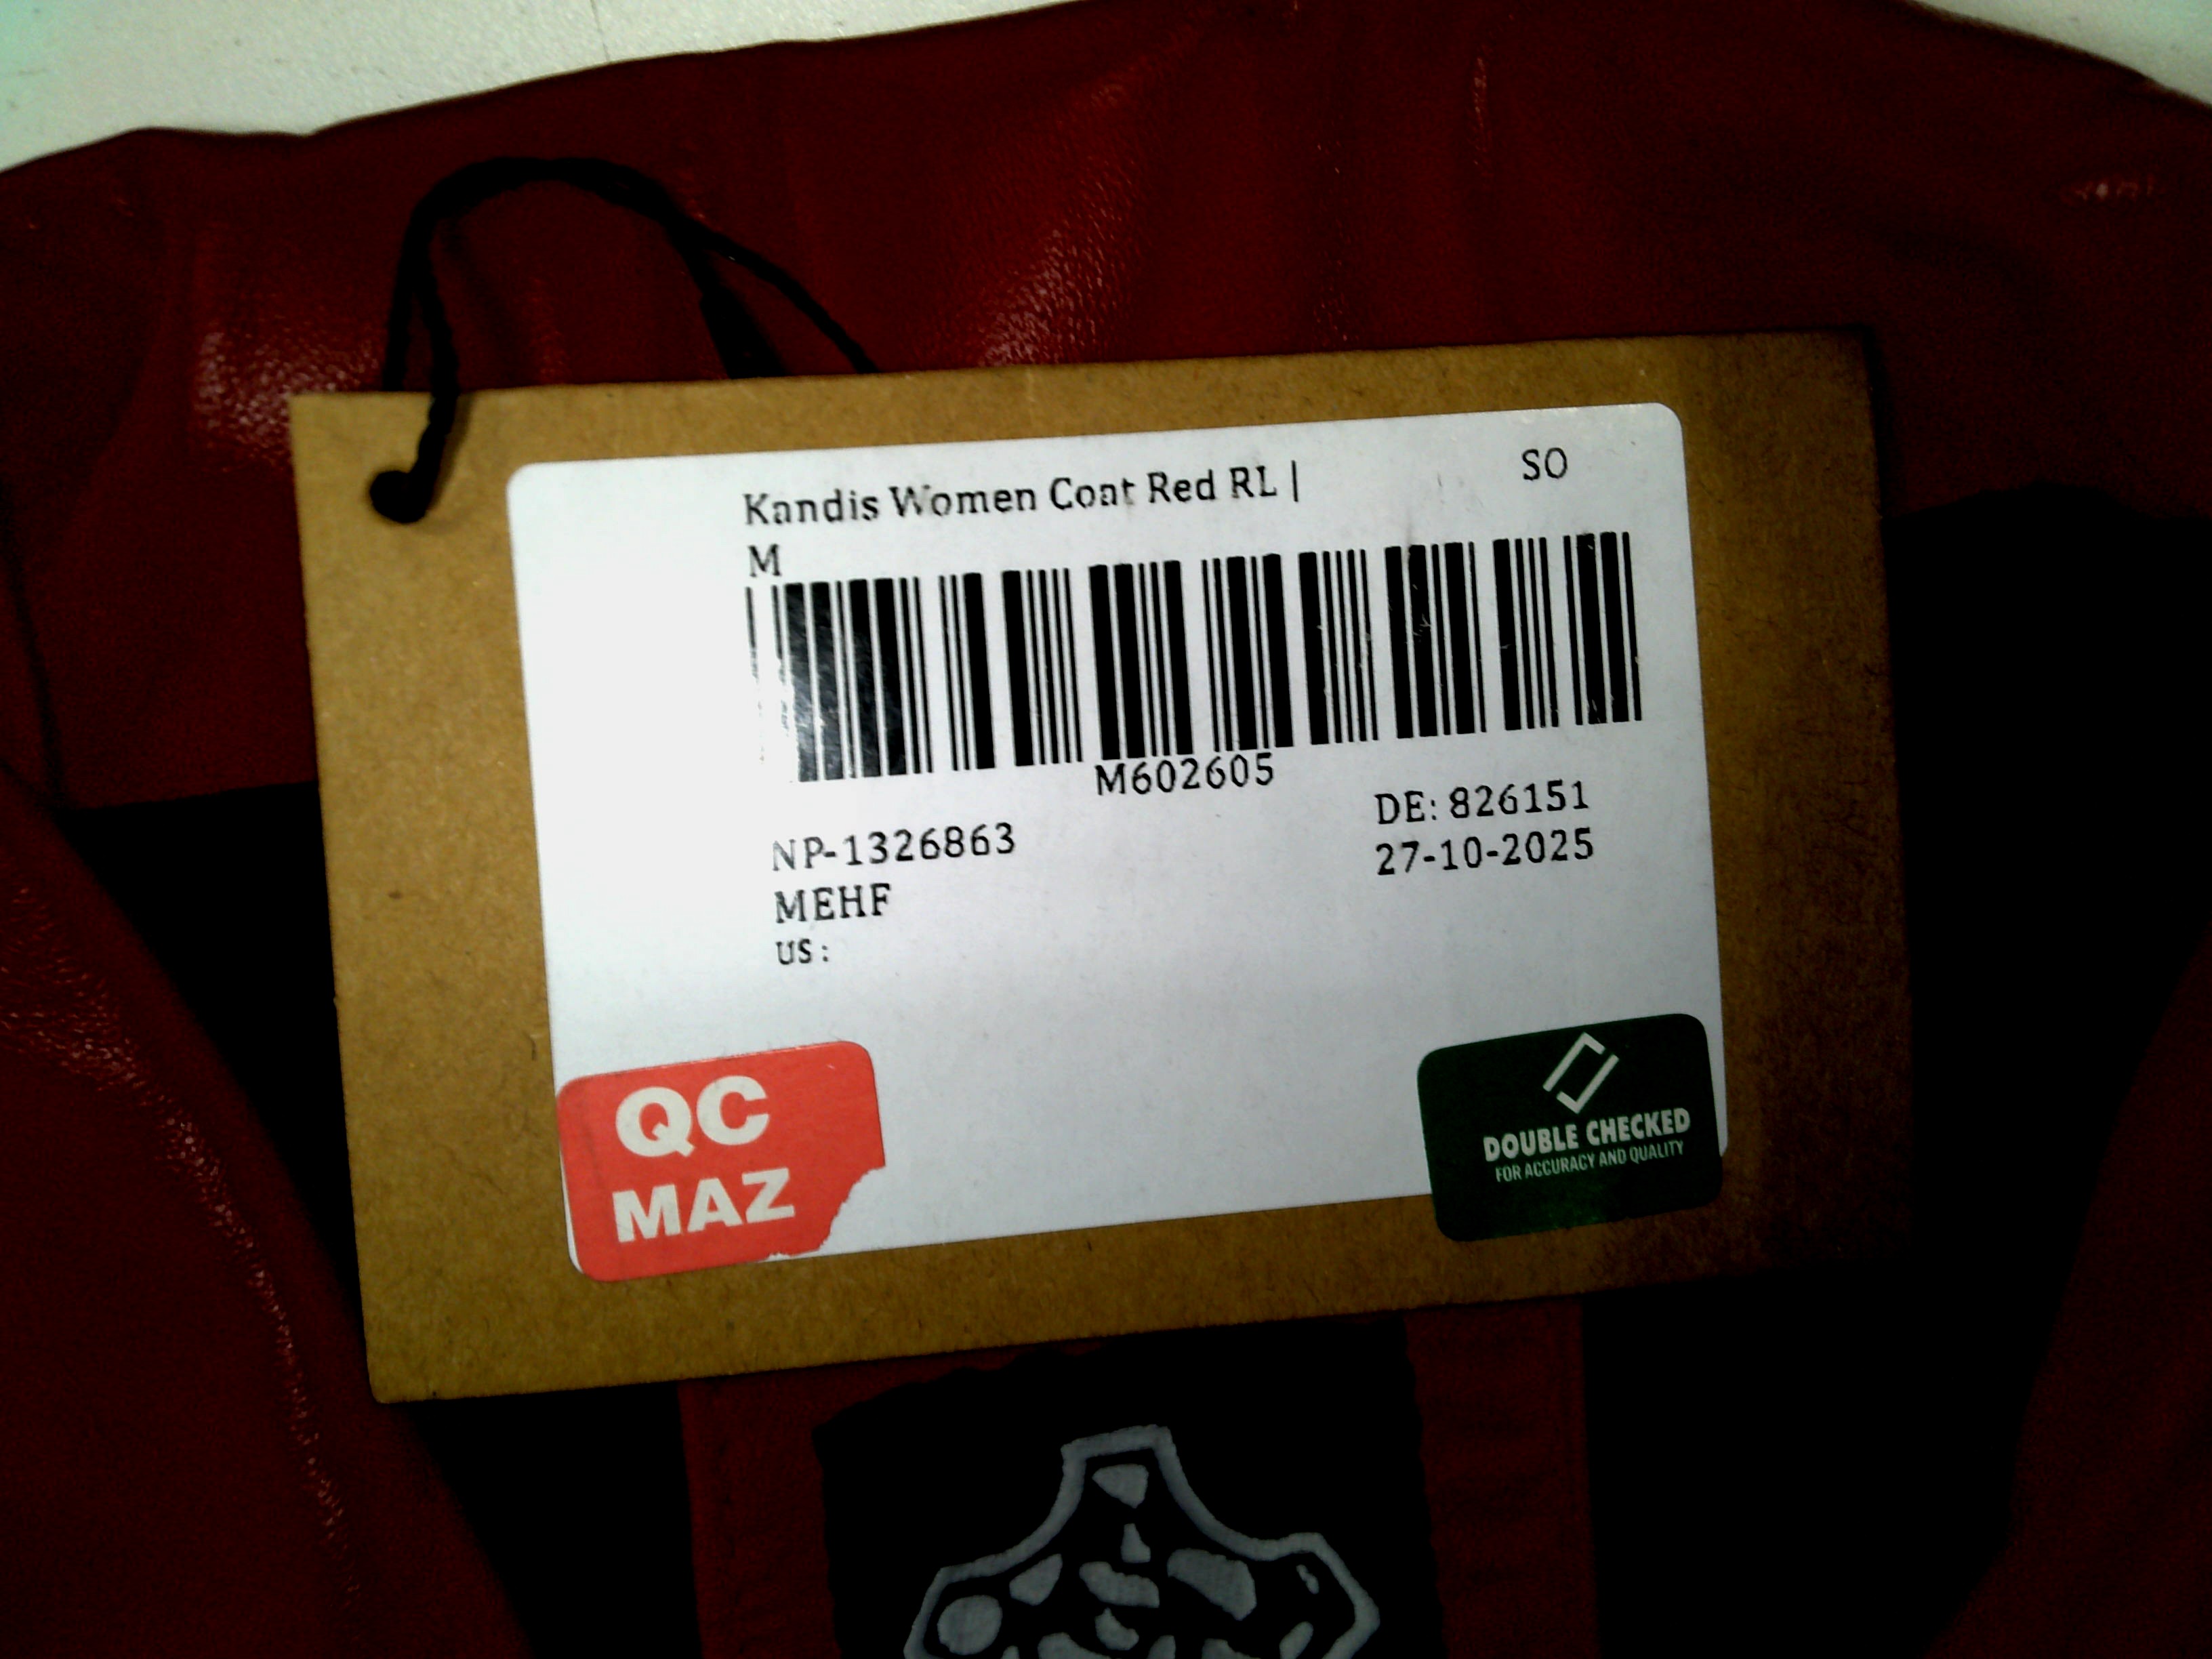 Kandis Women Coat Red RL | SO
M
M602605
DE: 826151
NP-1326863
27-10-2025
MEHF
US :
QC
MAZ
DOUBLE CHECKED
FOR ACCURACY AND QUALITY